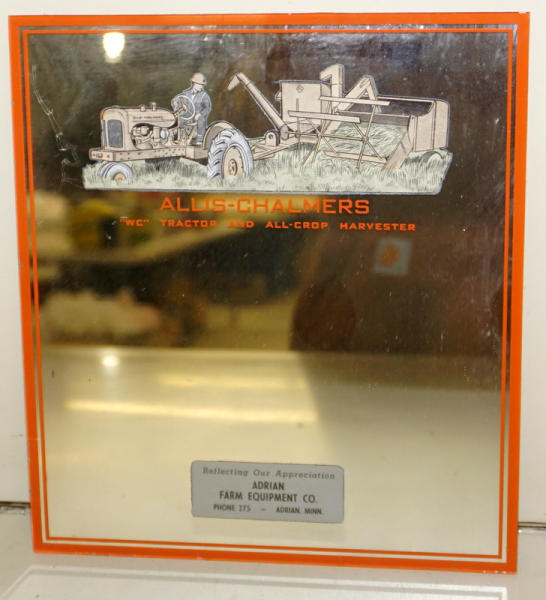 ALLIS-CHALMERS
"WC" TRACTOR AND ALL-CROP HARVESTER
Reflecting Our Appreciation
ADRIAN
FARM EQUIPMENT CO.
PHONE 275 – ADRIAN, MINN.